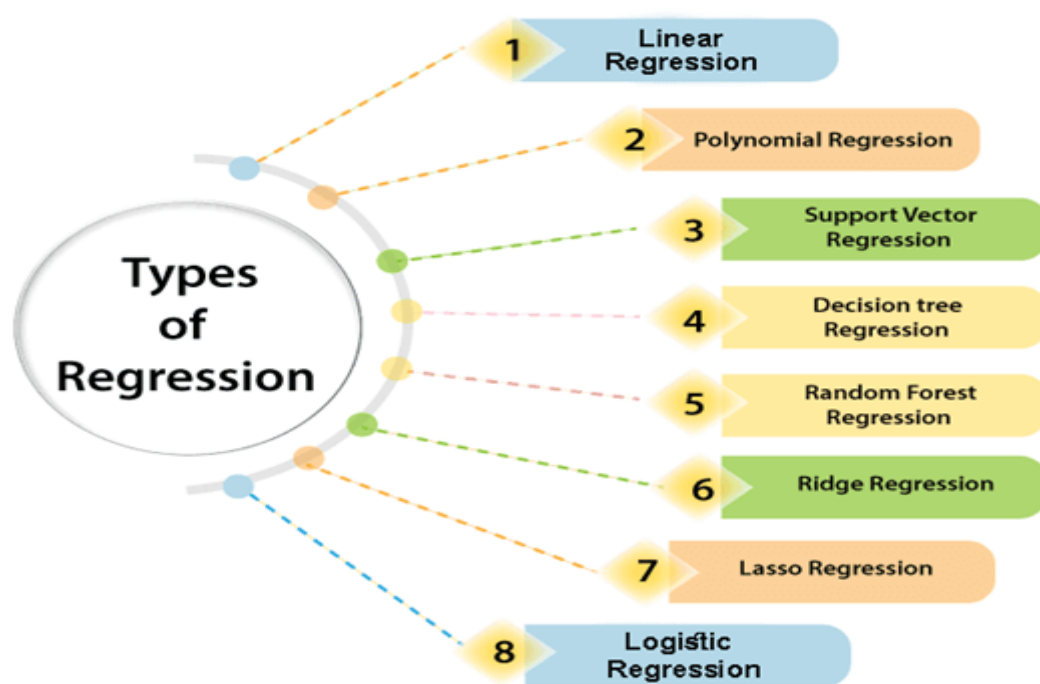 Types
of
Regression
1
Linear
Regression
2
Polynomial Regression
3
Support Vector
Regression
4
Decision tree
Regression
5
Random Forest
Regression
6
Ridge Regression
7
Lasso Regression
8
Logistic
Regression